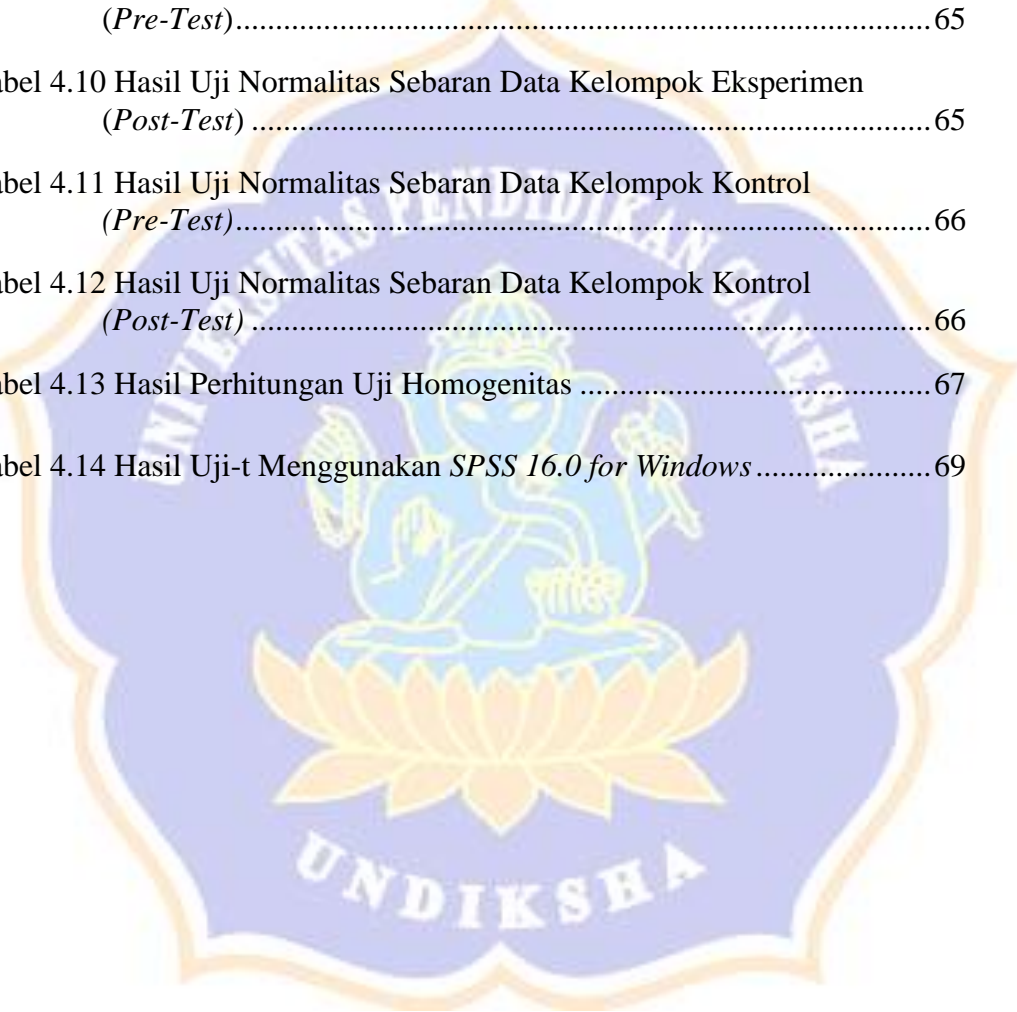 (Pre-Test)....................................................................................65
abel 4.10 Hasil Uji Normalitas Sebaran Data Kelompok Eksperimen
(Post-Test) ..................................................................................65
abel 4.11 Hasil Uji Normalitas Sebaran Data Kelompok Kontrol
(Pre-Test)....................................................................................66
abel 4.12 Hasil Uji Normalitas Sebaran Data Kelompok Kontrol
(Post-Test) ..................................................................................66
abel 4.13 Hasil Perhitungan Uji Homogenitas ..........................................67
abel 4.14 Hasil Uji-t Menggunakan SPSS 16.0 for Windows.....................69
UNIVERSITAS PENDIDIKAN GANESHA
UNDIKSHA